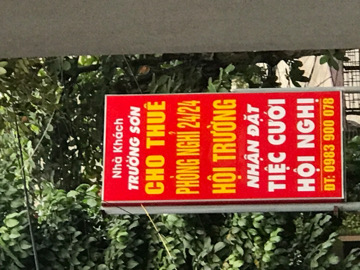 Nhà Khách
TRƯỜNG SƠN
CHO THUÊ
PHÒNG NGHỈ 24/24
HỘI TRƯỜNG
NHẬN ĐẶT
TIỆC CƯỚI
HỘI NGHỊ
ĐT: 0983 900 078